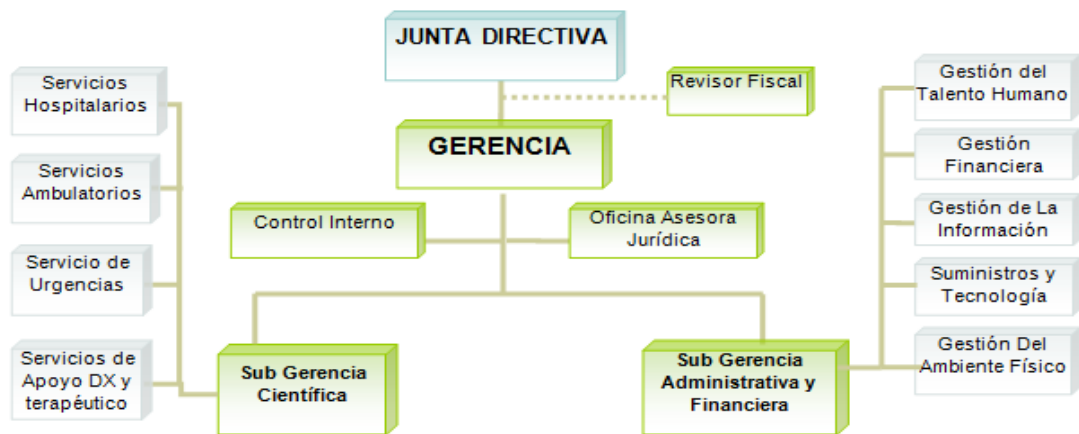 JUNTA DIRECTIVA
Revisor Fiscal
GERENCIA
Control Interno
Oficina Asesora
Jurídica
Servicios
Hospitalarios
Servicios
Ambulatorios
Servicio de
Urgencias
Servicios de
Apoyo DX y
terapéutico
Sub Gerencia
Científica
Sub Gerencia
Administrativa y
Financiera
Gestión del
Talento Humano
Gestión
Financiera
Gestión de La
Información
Suministros y
Tecnología
Gestión Del
Ambiente Físico